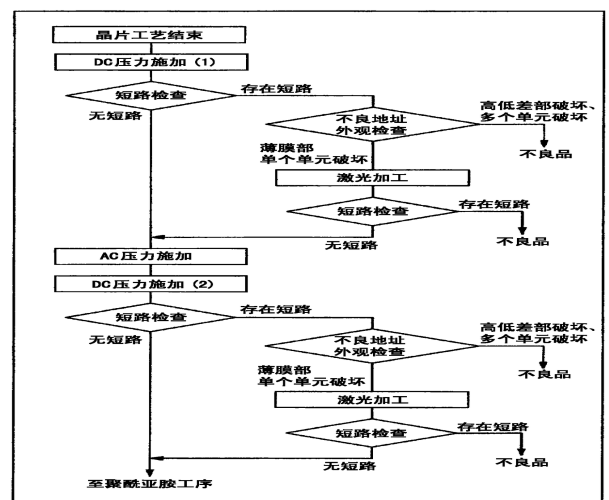 晶片工艺结束
DC压力施加(1)
短路检查
存在短路
无短路
不良地址
外观检查
高低差部破坏、
多个单元破坏
不良品
薄膜部
单个单元破坏
激光加工
短路检查
存在短路
不良品
无短路
AC压力施加
DC压力施加(2)
短路检查
存在短路
无短路
不良地址
外观检查
高低差部破坏、
多个单元破坏
不良品
薄膜部
单个单元破坏
激光加工
短路检查
存在短路
不良品
无短路
至聚酰亚胺工序